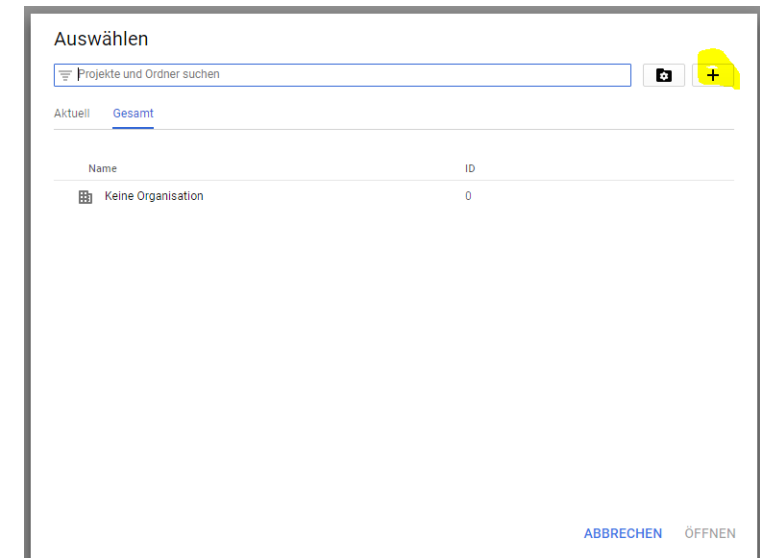 Auswählen
Projekte und Ordner suchen
Aktuell Gesamt
Name ID
Keine Organisation 0
ABBRECHEN ÖFFNEN